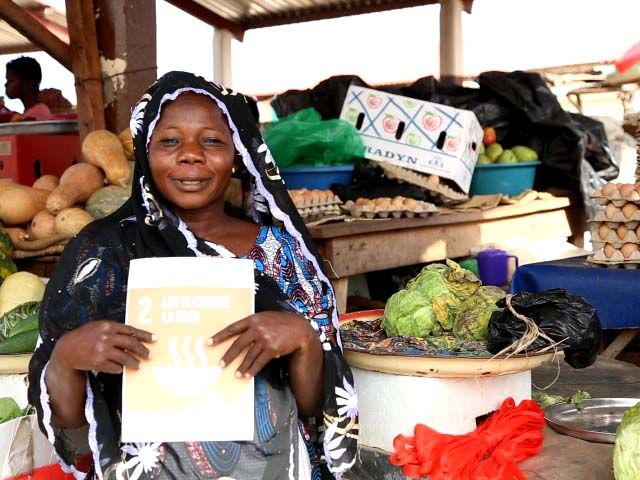 2 LUTTE CONTRE
LA FAIM
RADYN